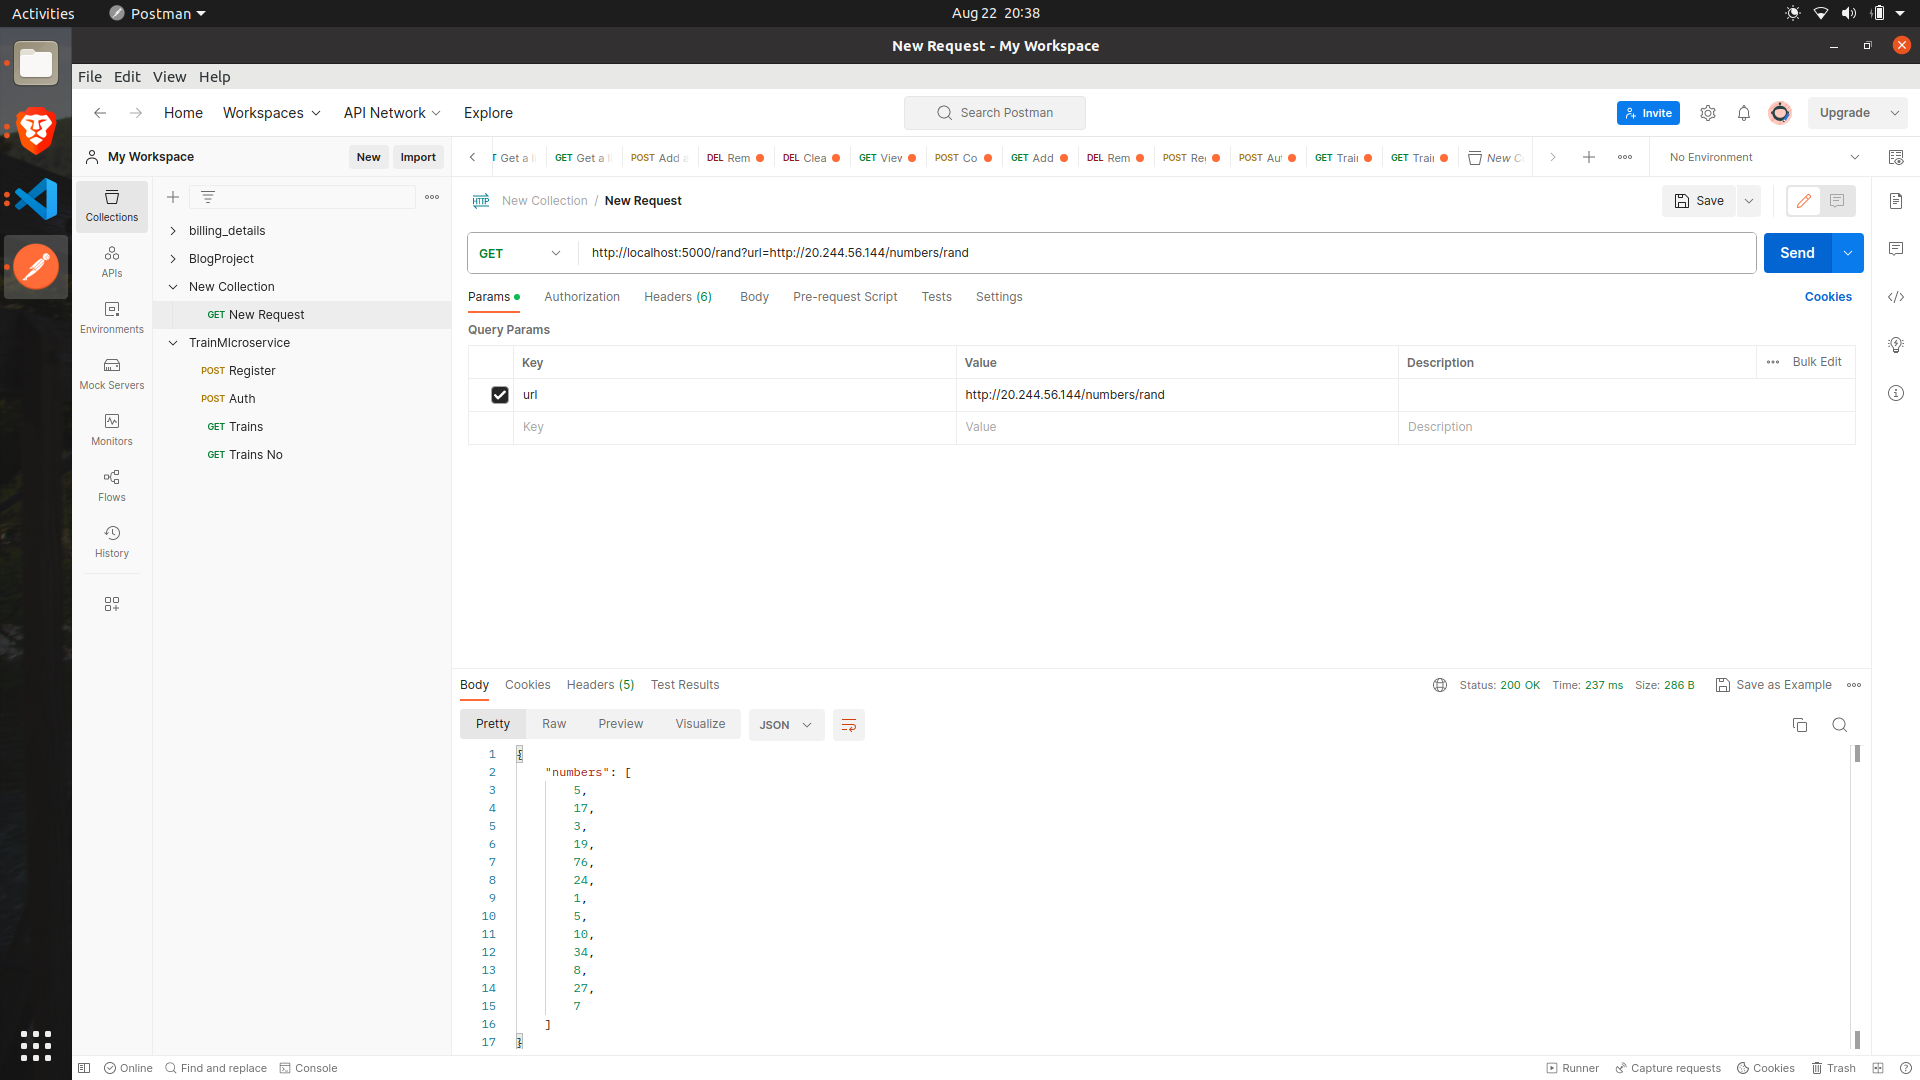 Activities
Postman
Aug 22 20:38
New Request - My Workspace
File Edit View Help
Home Workspaces API Network Explore
Search Postman
Invite
Upgrade
My Workspace
New
Import
Get a
GET Get a
POST Add
DEL Rem
DEL Clea
GET View
POST Co
GET Add
DEL Rem
POST Re
POST Au
GET Trai
GET Trai
New C
No Environment
Collections
APIs
Environments
Mock Servers
Monitors
Flows
History
billing_details
BlogProject
New Collection
GET New Request
TrainMIcroservice
POST Register
POST Auth
GET Trains
GET Trains No
HTTP New Collection / New Request
Save
GET http://localhost:5000/rand?url=http://20.244.56.144/numbers/rand
Send
Params Authorization Headers (6) Body Pre-request Script Tests Settings
Cookies
Query Params
Key Value Description Bulk Edit
url http://20.244.56.144/numbers/rand
Key Value Description
Body Cookies Headers (5) Test Results
Status: 200 OK Time: 237 ms Size: 286 B Save as Example
Pretty Raw Preview Visualize JSON
1 {
2 "numbers": [
3 5,
4 17,
5 3,
6 19,
7 76,
8 24,
9 1,
10 5,
11 10,
12 34,
13 8,
14 27,
15 7
16 ]
17 }
Online Find and replace Console
Runner Capture requests Cookies Trash